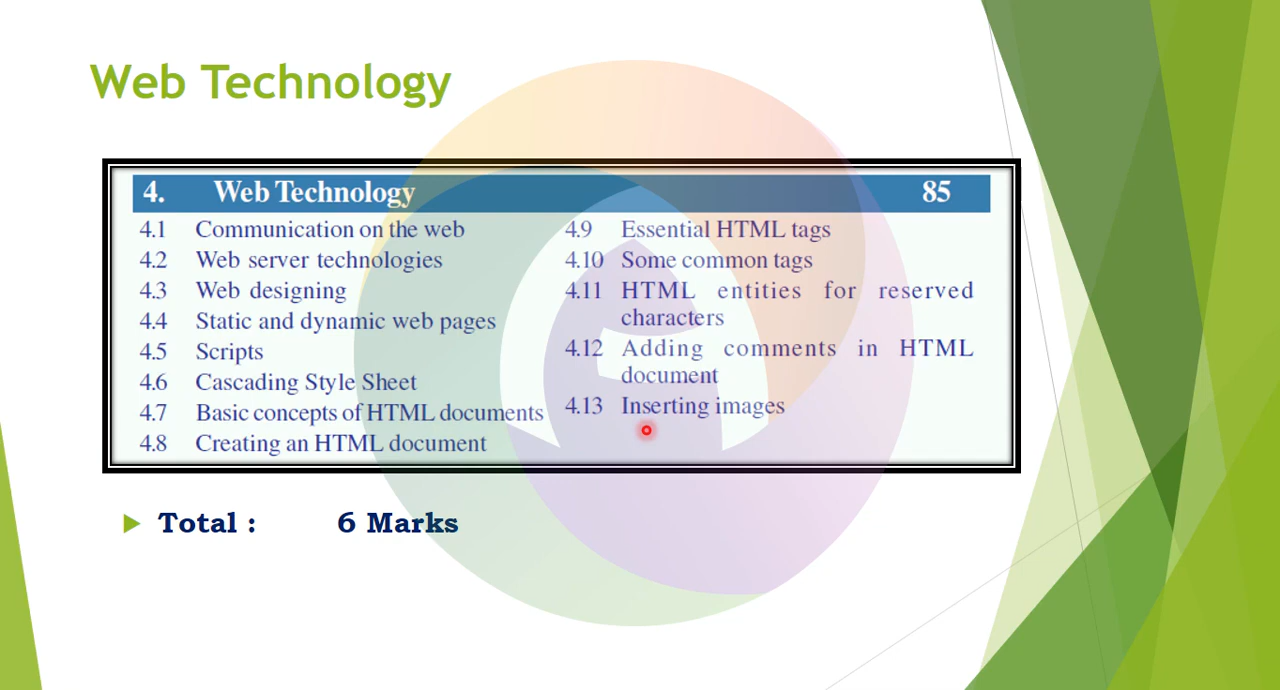 Web Technology
4. Web Technology 85
4.1 Communication on the web
4.2 Web server technologies
4.3 Web designing
4.4 Static and dynamic web pages
4.5 Scripts
4.6 Cascading Style Sheet
4.7 Basic concepts of HTML documents
4.8 Creating an HTML document
4.9 Essential HTML tags
4.10 Some common tags
4.11 HTML entities for reserved
characters
4.12 Adding comments in HTML
document
4.13 Inserting images
Total : 6 Marks